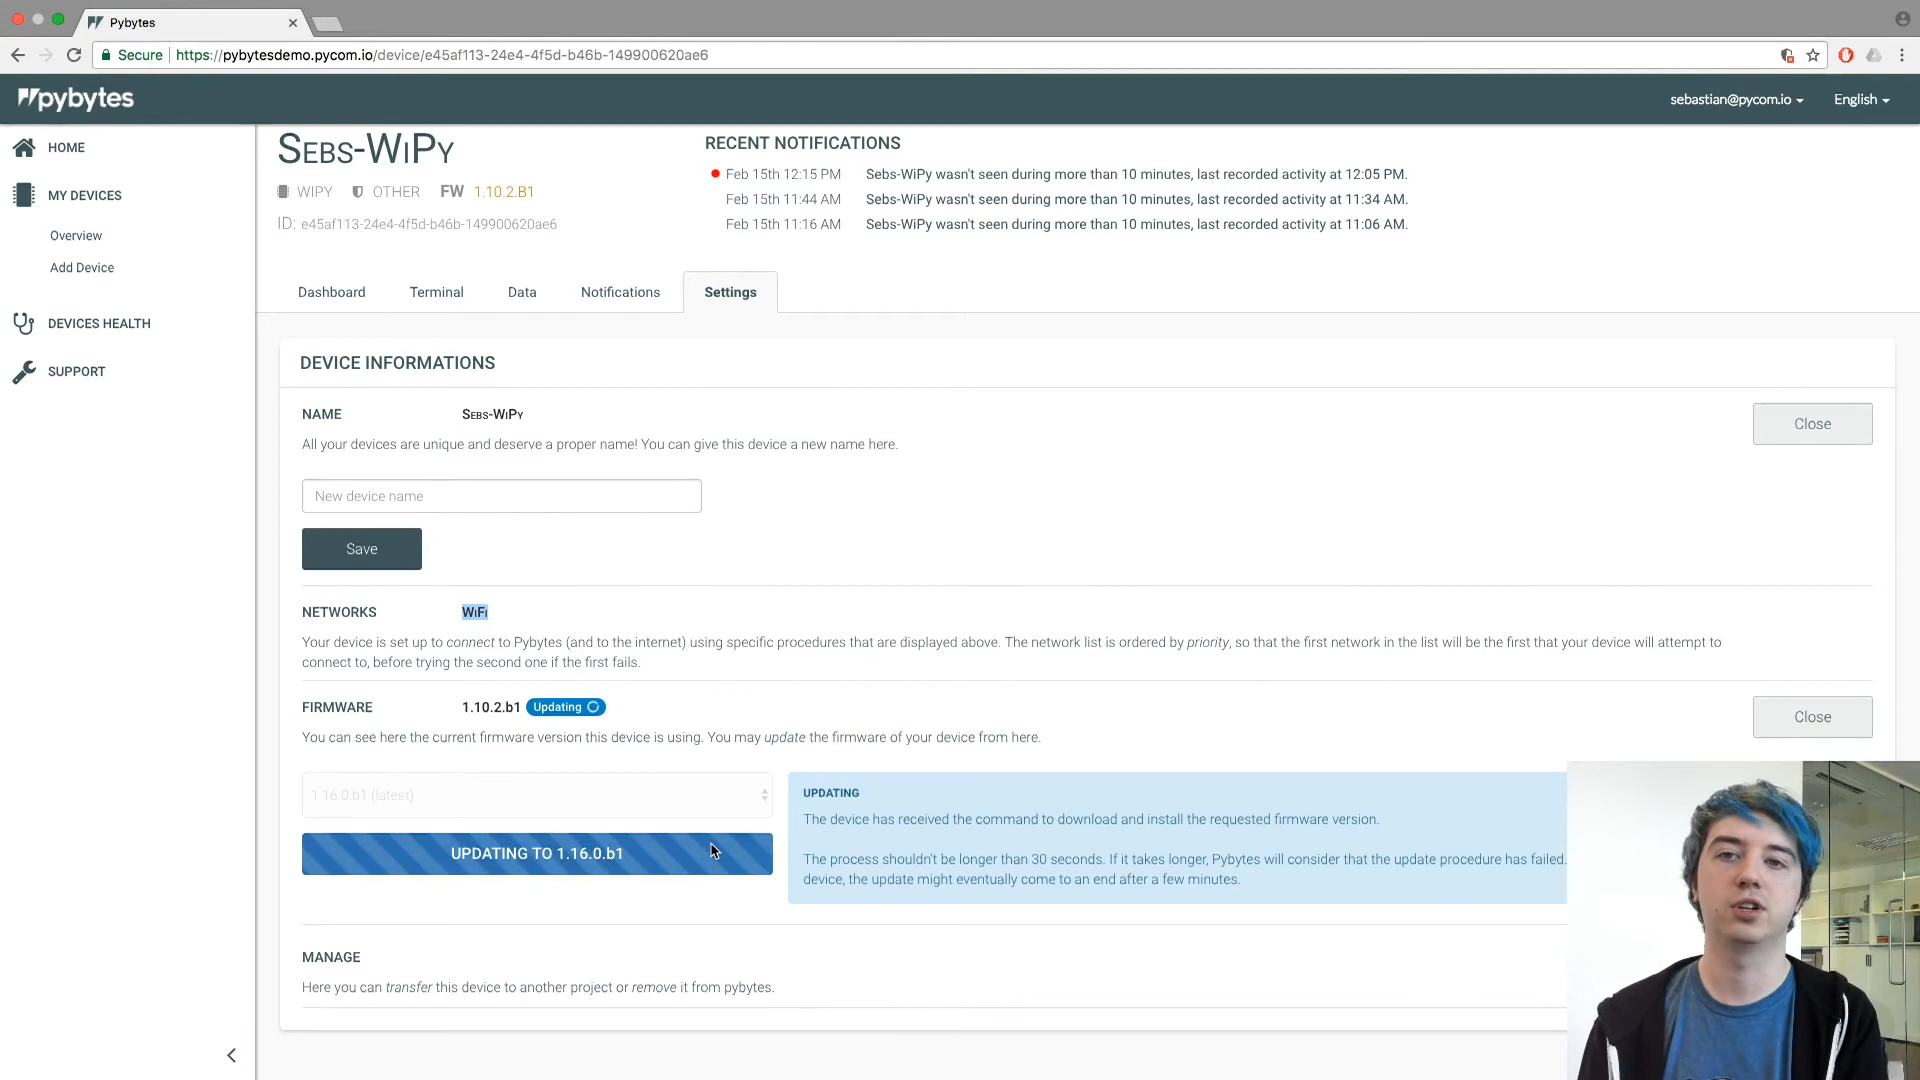 Pybytes
Secure https://pybytesdemo.pycom.io/device/e45af113-24e4-4f5d-b46b-149900620ae6
pybytes
sebastian@pycom.io
English
HOME
MY DEVICES
Overview
Add Device
DEVICES HEALTH
SUPPORT
Sebs-WiPy
WIPY OTHER FW 1.10.2.B1
ID: e45af113-24e4-4f5d-b46b-149900620ae6
RECENT NOTIFICATIONS
Feb 15th 12:15 PM Sebs-WiPy wasn't seen during more than 10 minutes, last recorded activity at 12:05 PM.
Feb 15th 11:44 AM Sebs-WiPy wasn't seen during more than 10 minutes, last recorded activity at 11:34 AM.
Feb 15th 11:16 AM Sebs-WiPy wasn't seen during more than 10 minutes, last recorded activity at 11:06 AM.
Dashboard Terminal Data Notifications Settings
DEVICE INFORMATIONS
NAME Sebs-WiPy
Close
All your devices are unique and deserve a proper name! You can give this device a new name here.
New device name
Save
NETWORKS WiFi
Your device is set up to connect to Pybytes (and to the internet) using specific procedures that are displayed above. The network list is ordered by priority, so that the first network in the list will be the first that your device will attempt to
connect to, before trying the second one if the first fails.
FIRMWARE 1.10.2.b1 Updating
Close
You can see here the current firmware version this device is using. You may update the firmware of your device from here.
1.16.0.b1 (latest)
UPDATING TO 1.16.0.b1
UPDATING
The device has received the command to download and install the requested firmware version.
The process shouldn't be longer than 30 seconds. If it takes longer, Pybytes will consider that the update procedure has failed.
device, the update might eventually come to an end after a few minutes.
MANAGE
Here you can transfer this device to another project or remove it from pybytes.